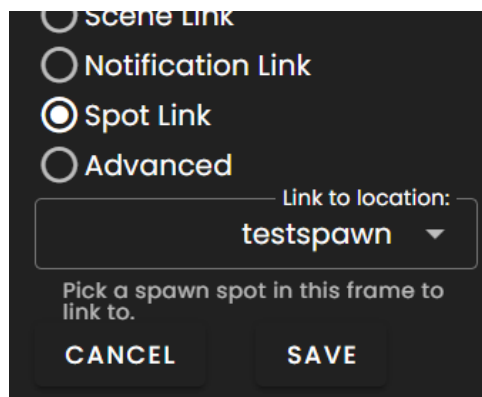 Scene Link
Notification Link
Spot Link
Advanced
Link to location:
testspawn
Pick a spawn spot in this frame to
link to.
CANCEL SAVE